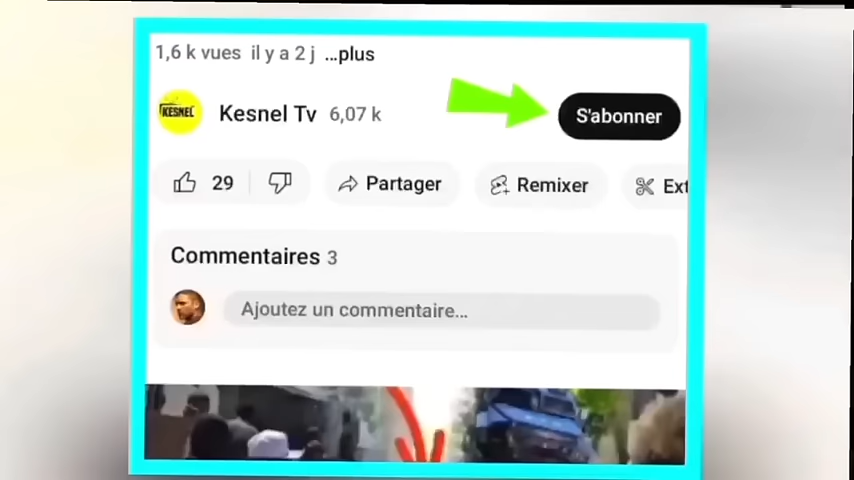 1,6 k vues il y a 2 j ...plus
KESNEL
Kesnel Tv 6,07 k
S'abonner
29
Partager
Remixer
Ext
Commentaires 3
Ajoutez un commentaire...